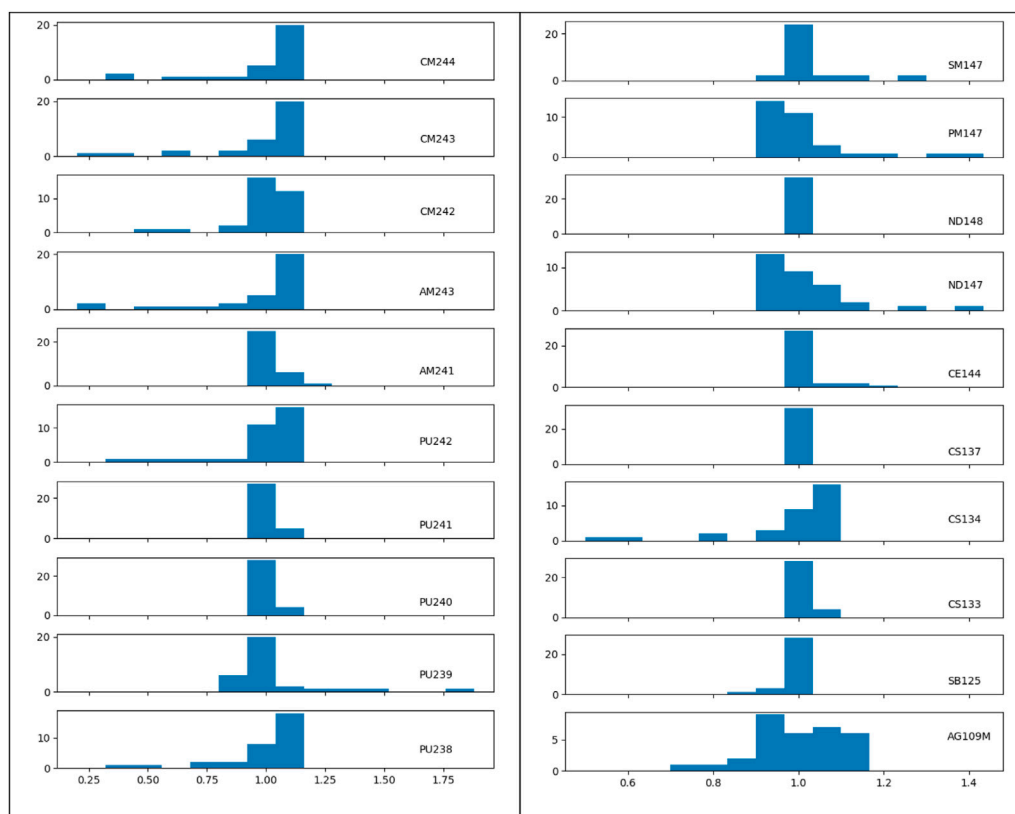 20
0
CM244
20
0
CM243
10
0
CM242
20
0
AM243
20
0
AM241
10
0
PU242
20
0
PU241
20
0
PU240
20
0
PU239
10
0
PU238
0.25 0.50 0.75 1.00 1.25 1.50 1.75
20
0
SM147
10
0
PM147
20
0
ND148
10
0
ND147
20
0
CE144
20
0
CS137
10
0
CS134
20
0
CS133
20
0
SB125
5
0
AG109M
0.6 0.8 1.0 1.2 1.4